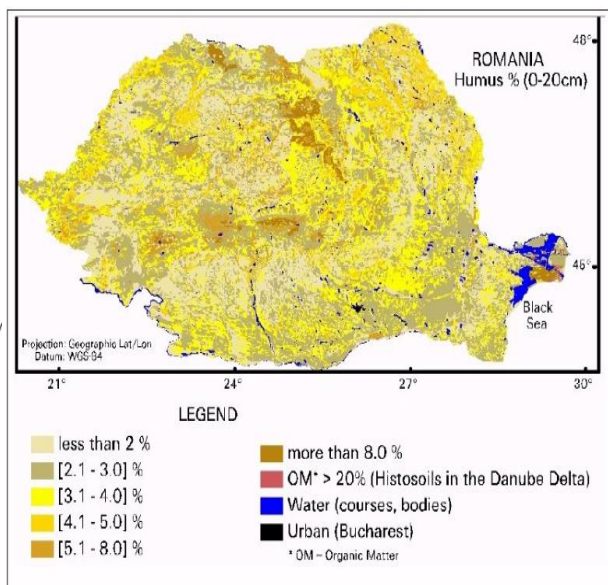 ROMANIA
Humus % (0-20cm)
48°
45°
Black
Sea
Projection: Geographic Lat/Lon
Datum: WGS-84
21°
24°
27°
30°
LEGEND
less than 2 %
[2.1 - 3.0] %
[3.1 - 4.0] %
[4.1 - 5.0] %
[5.1 - 8.0] %
more than 8.0 %
OM* > 20% (Histosoils in the Danube Delta)
Water (courses, bodies)
Urban (Bucharest)
* OM – Organic Matter